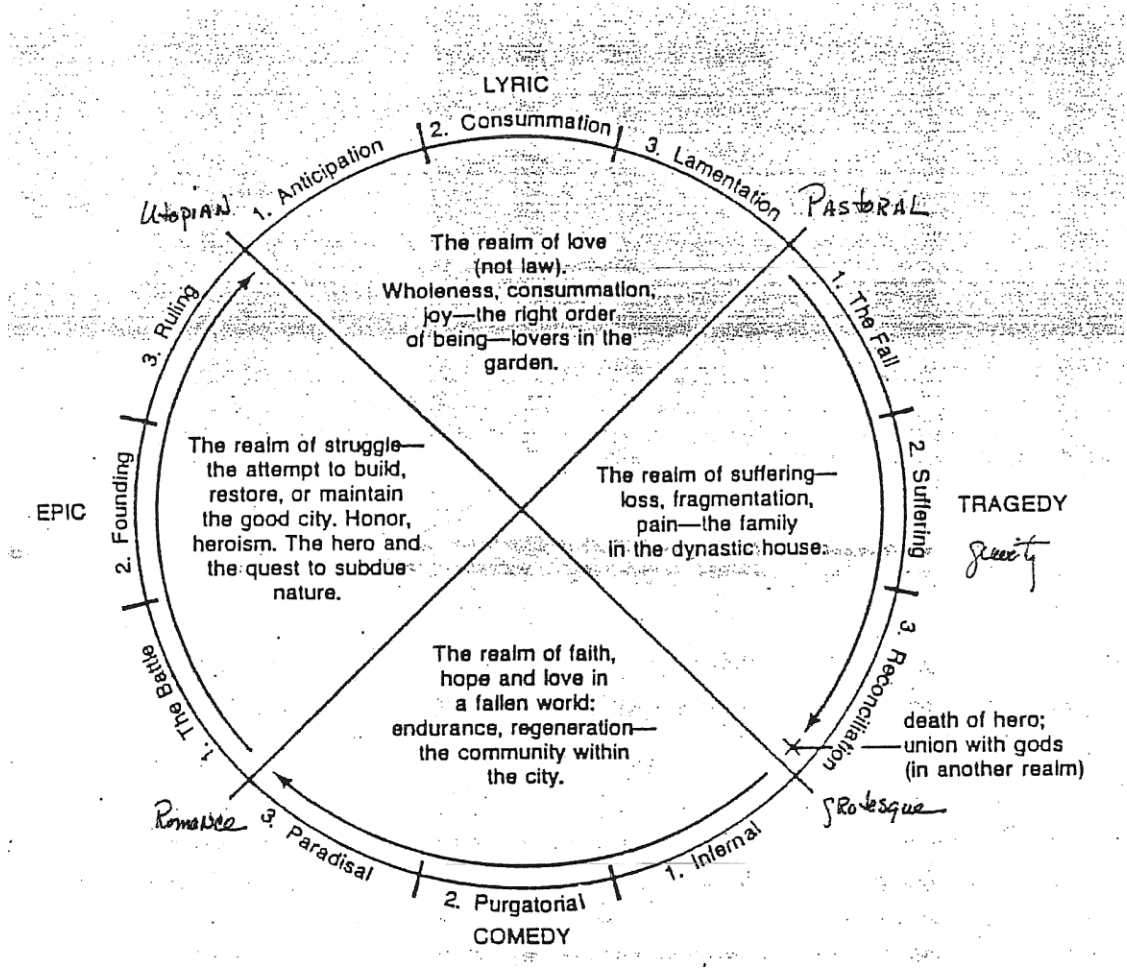 LYRIC
1. Anticipation
2. Consummation
3. Lamentation
Utopian
PASTORAL
The realm of love
(not law).
Wholeness, consummation,
joy—the right order
of being—lovers in the
garden.
3. Ruling
2. Founding
1. The Battle
EPIC
The realm of struggle—
the attempt to build,
restore, or maintain
the good city. Honor,
heroism. The hero and
the quest to subdue
nature.
1. The Fall
2. Suffering
3. Reconciliation
TRAGEDY
The realm of suffering—
loss, fragmentation,
pain—the family
in the dynastic house.
death of hero;
union with gods
(in another realm)
The realm of faith,
hope and love in
a fallen world:
endurance, regeneration—
the community within
the city.
Romance
grotesque
3. Paradisal
2. Purgatorial
1. Infernal
COMEDY